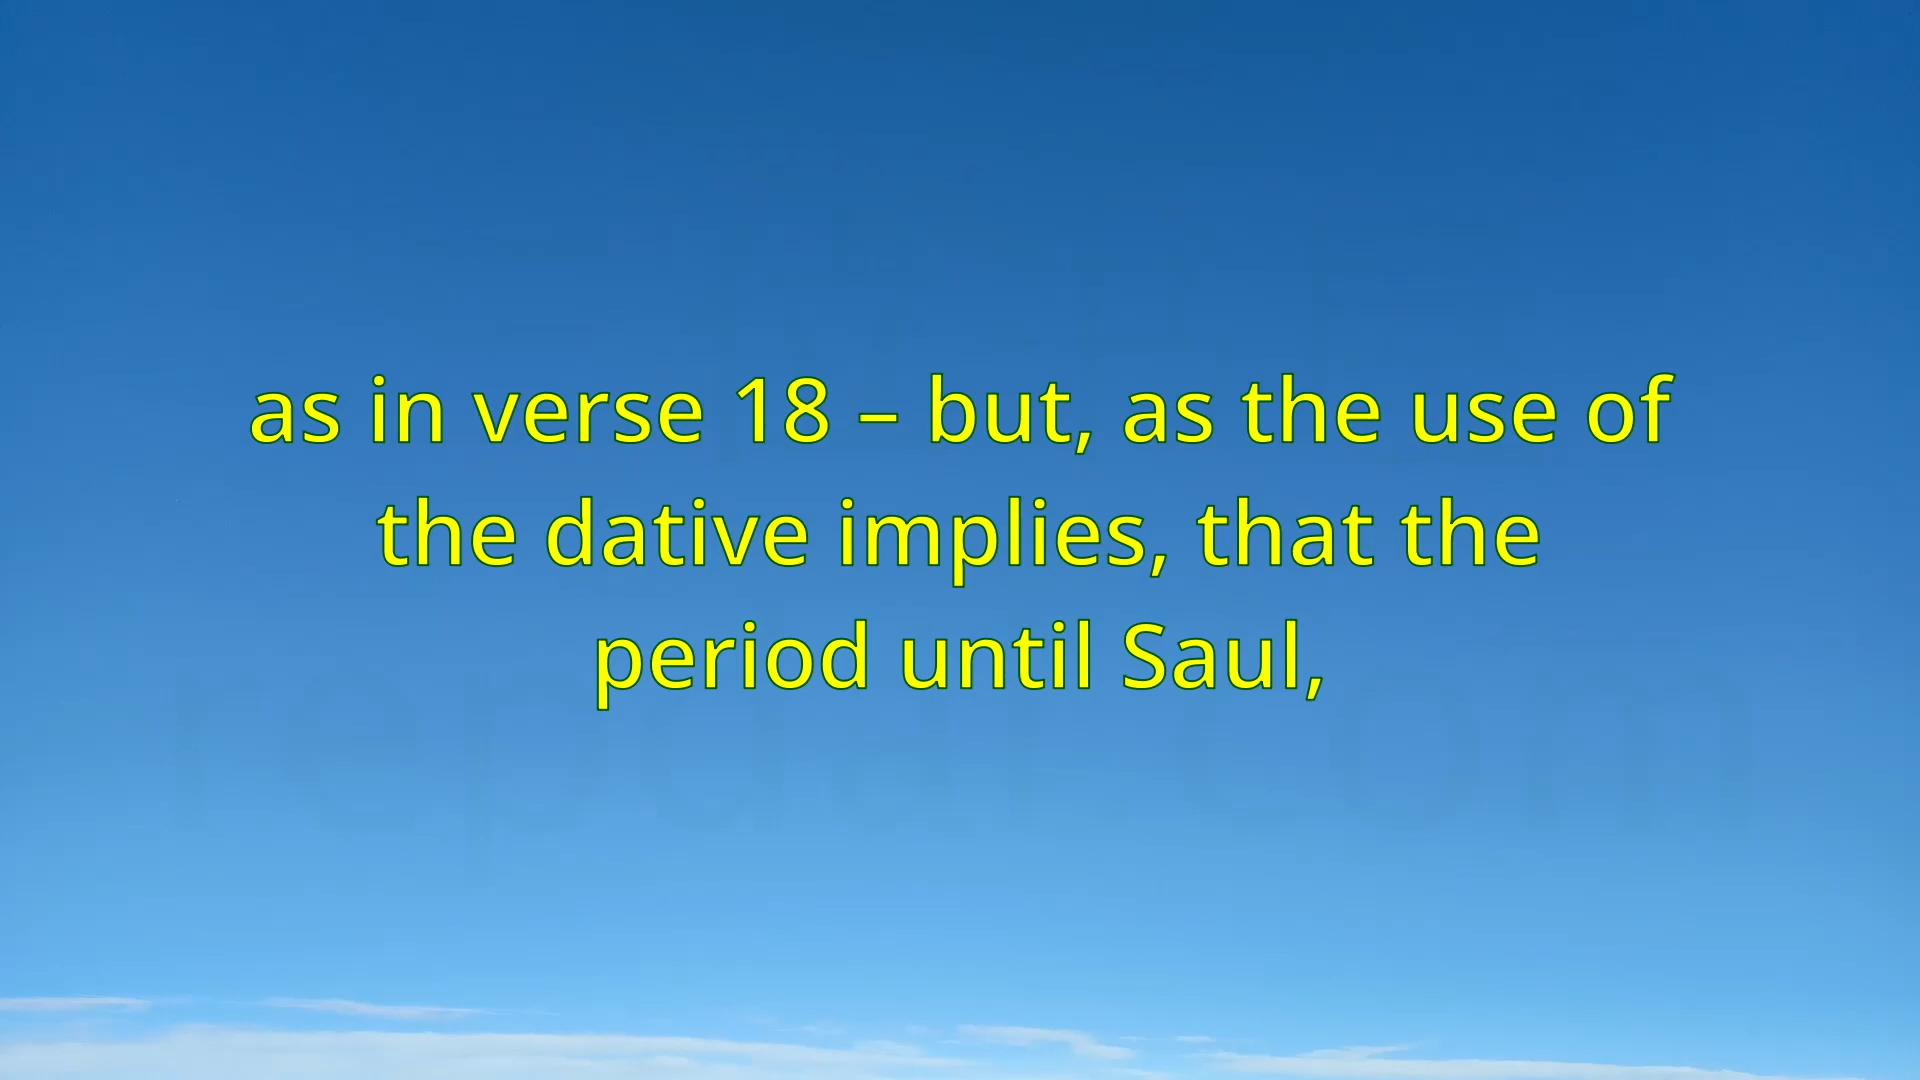 as in verse 18 – but, as the use of
the dative implies, that the
period until Saul,